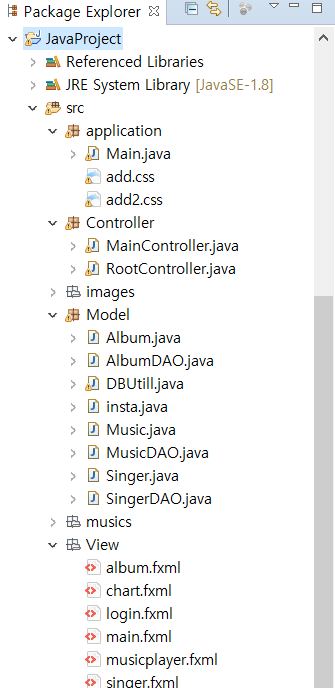 Package Explorer
JavaProject
Referenced Libraries
JRE System Library [JavaSE-1.8]
src
application
Main.java
add.css
add2.css
Controller
MainController.java
RootController.java
images
Model
Album.java
AlbumDAO.java
DBUtill.java
insta.java
Music.java
MusicDAO.java
Singer.java
SingerDAO.java
musics
View
album.fxml
chart.fxml
login.fxml
main.fxml
musicplayer.fxml
singer.fxml